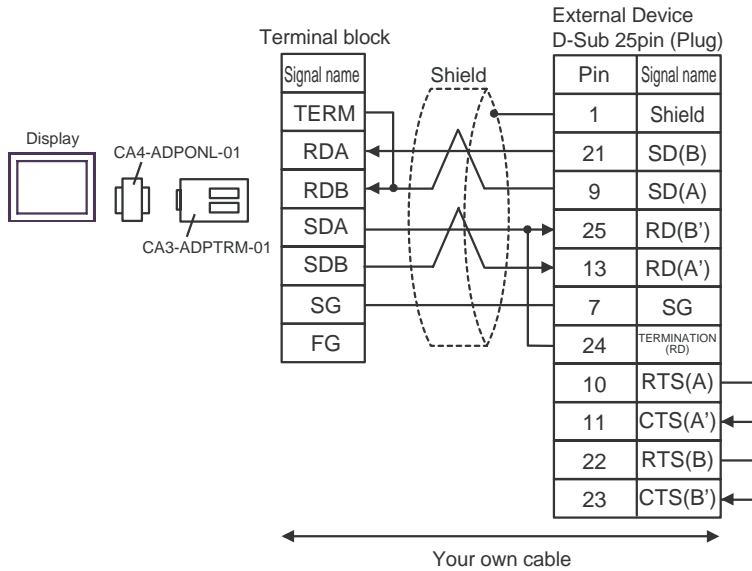 External Device
Terminal block
D-Sub 25pin (Plug)
Signal name
Shield
Pin
Signal name
TERM
1
Shield
Display
CA4-ADPONL-01
RDA
21
SD(B)
RDB
9
SD(A)
SDA
25
RD(B')
CA3-ADPTRM-01
SDB
13
RD(A')
SG
7
SG
FG
24
TERMINATION
(RD)
10
RTS(A)
11
CTS(A')
22
RTS(B)
23
CTS(B')
Your own cable